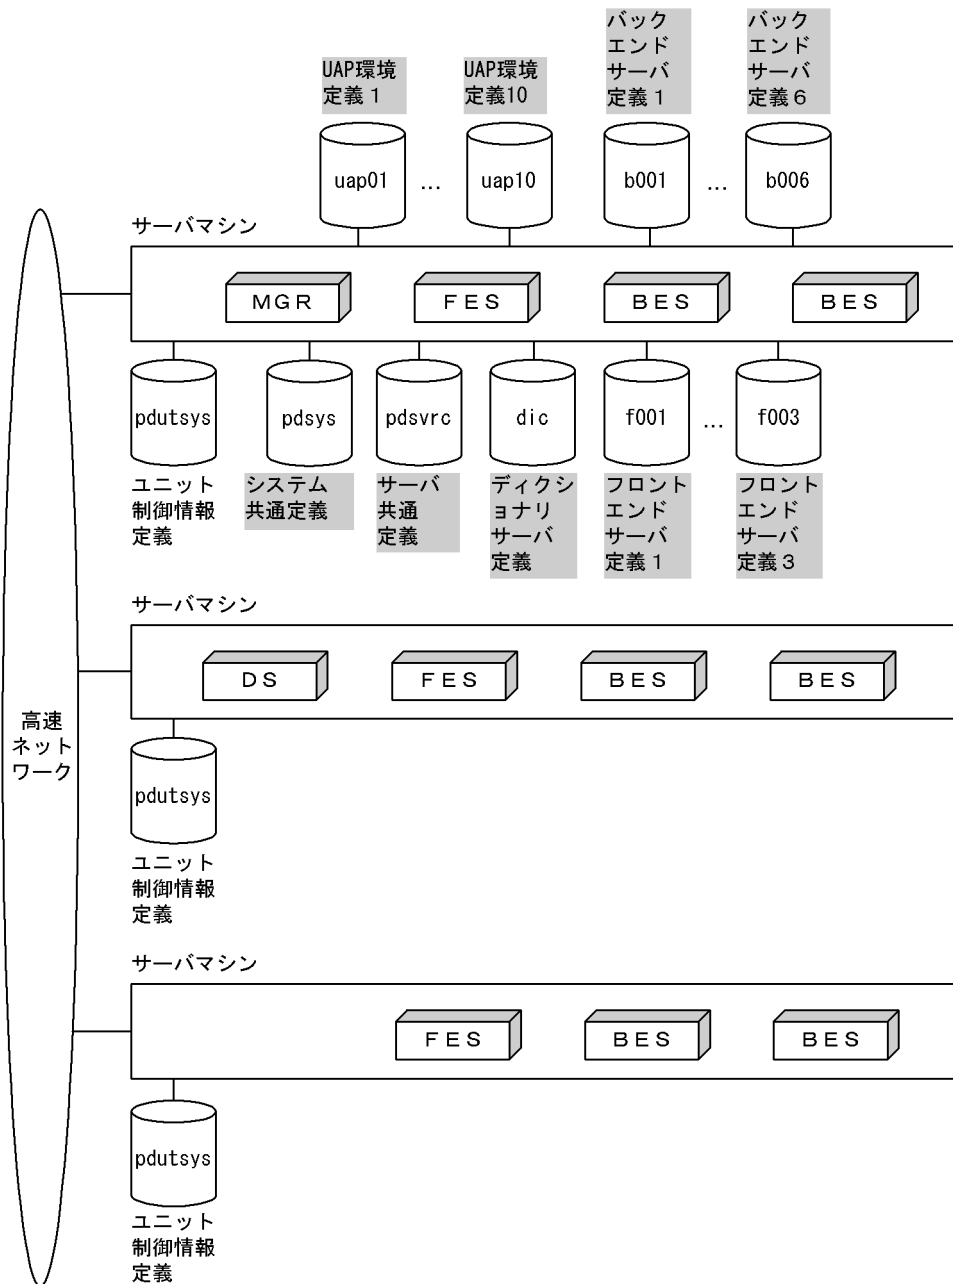 バック
エンド
サーバ
定義１
バック
エンド
サーバ
定義６
UAP環境
定義１
UAP環境
定義10
uap01
...
uap10
b001
...
b006
サーバマシン
ＭＧＲ
ＦＥＳ
ＢＥＳ
ＢＥＳ
pdutsys
pdsys
pdsvrc
dic
f001
...
f003
ユニット
制御情報
定義
システム
共通定義
サーバ
共通
定義
ディクシ
ョナリ
サーバ
定義
フロント
エンド
サーバ
定義１
フロント
エンド
サーバ
定義３
サーバマシン
ＤＳ
ＦＥＳ
ＢＥＳ
ＢＥＳ
高速
ネット
ワーク
pdutsys
ユニット
制御情報
定義
サーバマシン
ＦＥＳ
ＢＥＳ
ＢＥＳ
pdutsys
ユニット
制御情報
定義